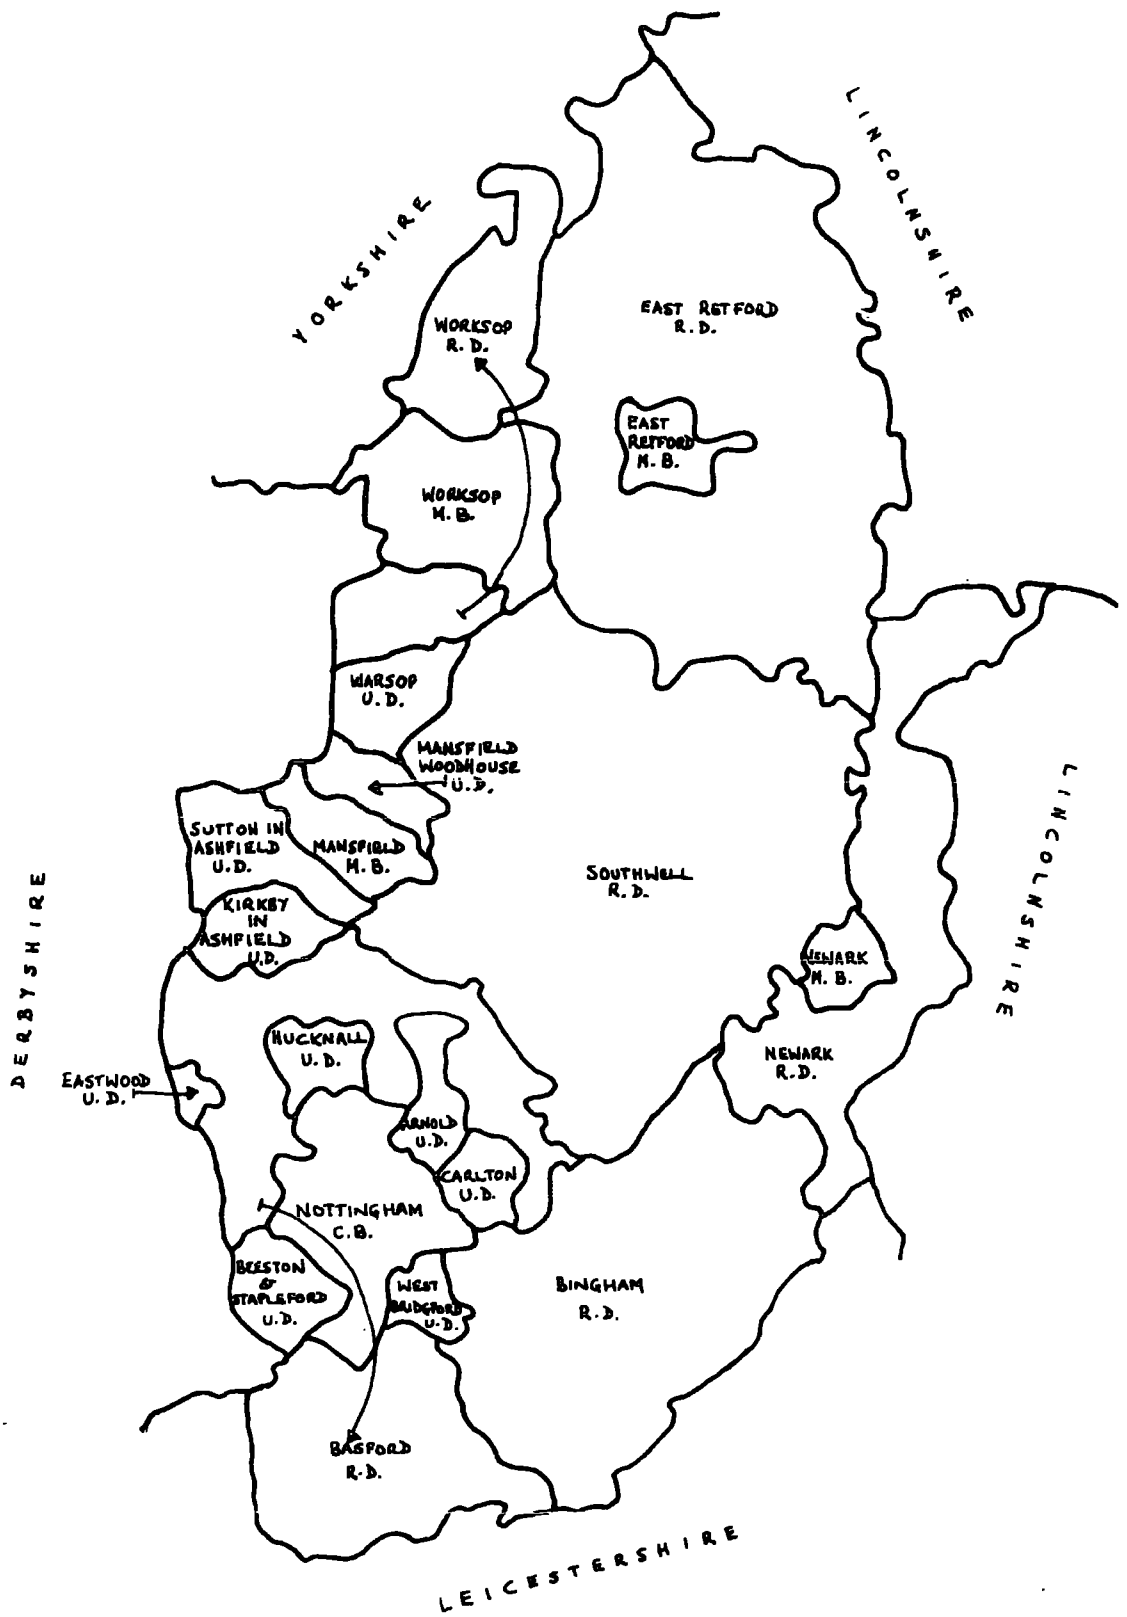 LINCOLNSHIRE
YORKSHIRE
EAST RETFORD
R.D.
WORKSOP
R.D.
EAST
RETFORD
M.B.
WORKSOP
M.B.
WARSOP
U.D.
MANSFIELD
WOODHOUSE
U.D.
LINCOLNSHIRE
SUTTON IN
ASHFIELD
U.D.
MANSFIELD
M.B.
SOUTHWELL
R.D.
DERBYSHIRE
KIRKBY
IN
ASHFIELD
U.D.
NEWARK
M.B.
HUCKNALL
U.D.
NEWARK
R.D.
EASTWOOD
U.D.
ARNOLD
U.D.
CARLTON
U.D.
NOTTINGHAM
C.B.
BEESTON
&
STAPLEFORD
U.D.
WEST
BRIDGFORD
U.D.
BINGHAM
R.D.
BASFORD
R.D.
LEICESTERSHIRE